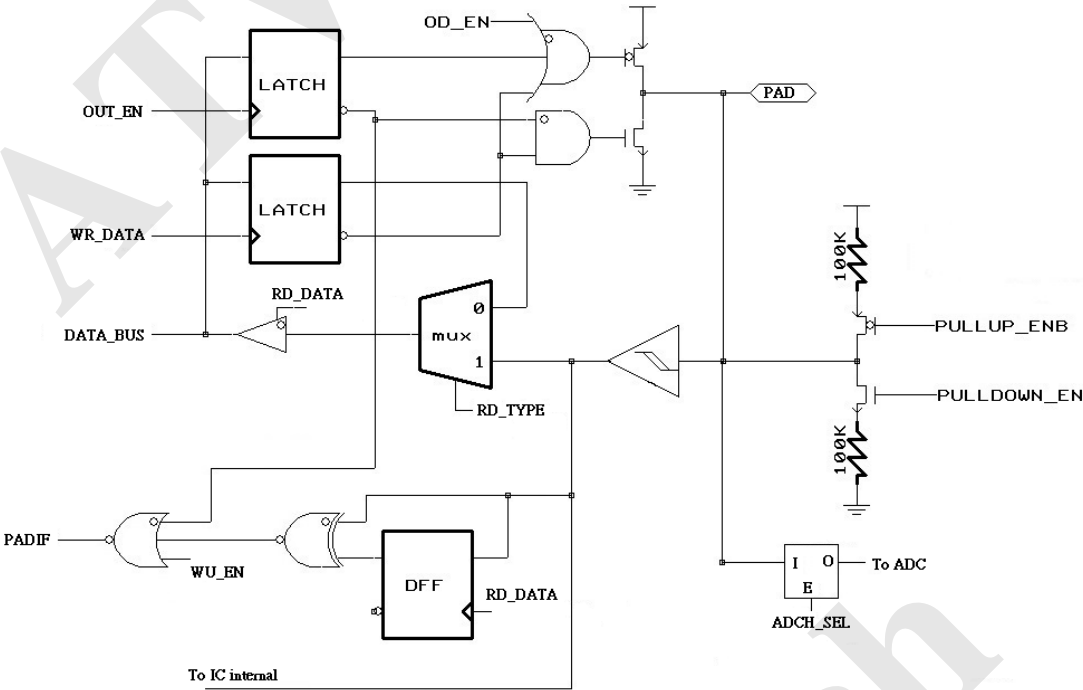 OD_EN
LATCH
OUT_EN
PAD
LATCH
WR_DATA
100K
RD_DATA
0
DATA_BUS
mux
PULLUP_ENB
1
PULLDOWN_EN
RD_TYPE
100K
PADIF
WU_EN
I O
To ADC
DFF
E
RD_DATA
ADCH_SEL
To IC internal